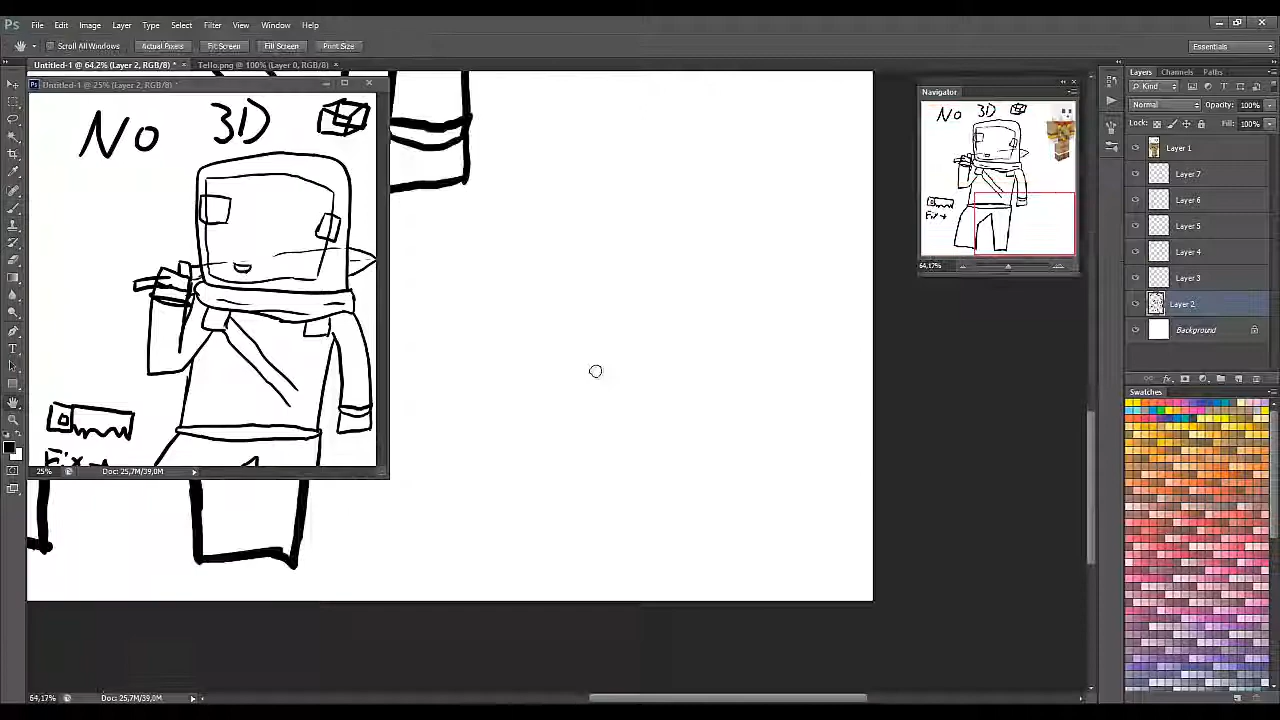 Ps File Edit Image Layer Type Select Filter View Window Help
Scroll All Windows Actual Pixels Fit Screen Fill Screen Print Size Essentials
Untitled-1 @ 64.2% (Layer 2, RGB/8) * × Tello.png @ 100% (Layer 0, RGB/8) ×
Untitled-1 @ 25% (Layer 2, RGB/8) *
No 3D
Fix
25% Doc: 25,7M/39,0M
64,17% Doc: 25,7M/39,0M
Navigator
No 3D
Fix
64,17%
Layers Channels Paths
Kind
Normal Opacity: 100%
Lock: Fill: 100%
Layer 1
Layer 7
Layer 6
Layer 5
Layer 4
Layer 3
Layer 2
Background
fx
Swatches